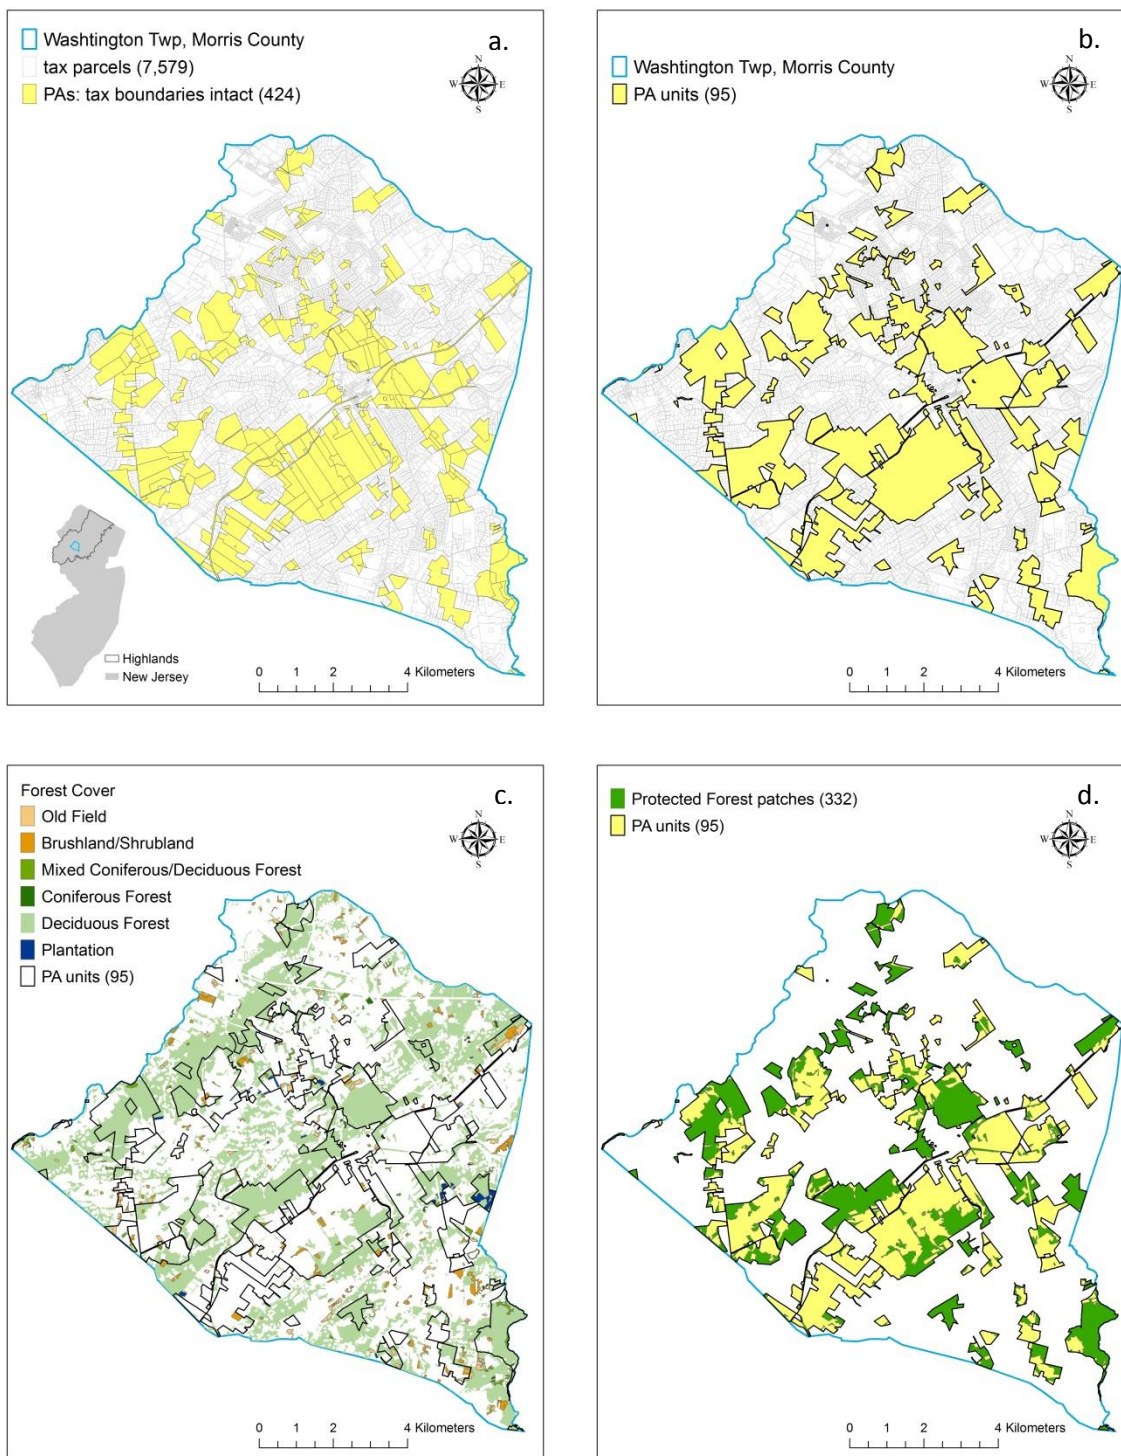 a.
Washtington Twp, Morris County
tax parcels (7,579)
PAs: tax boundaries intact (424)
N
W E
S
Highlands
New Jersey
0 1 2 4 Kilometers
b.
Washtington Twp, Morris County
PA units (95)
N
W E
S
0 1 2 4 Kilometers
c.
Forest Cover
Old Field
Brushland/Shrubland
Mixed Coniferous/Deciduous Forest
Coniferous Forest
Deciduous Forest
Plantation
PA units (95)
N
W E
S
0 1 2 4 Kilometers
d.
Protected Forest patches (332)
PA units (95)
N
W E
S
0 1 2 4 Kilometers